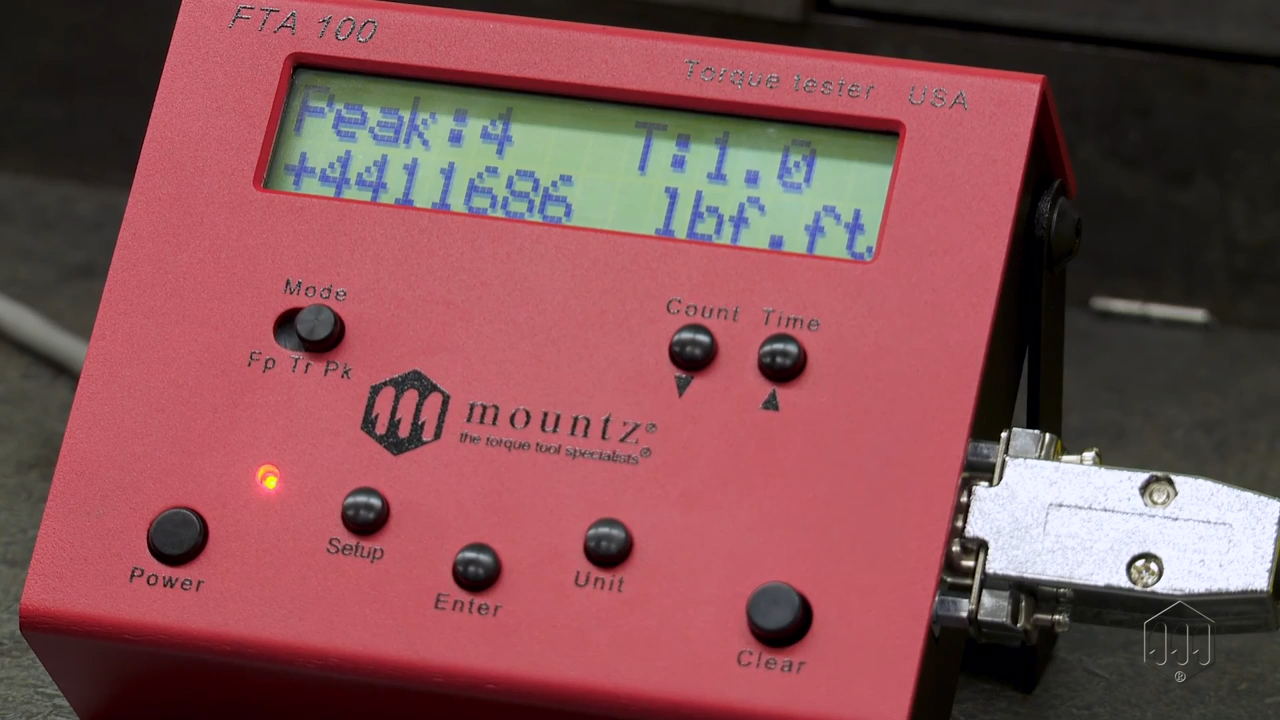 FTA 100
Torque tester USA
Peak:4 T:1.0
+4411686 lbf.ft
Mode
Fp Tr Pk
Count Time
mountz®
the torque tool specialists®
Setup
Enter
Unit
Power
Clear
®